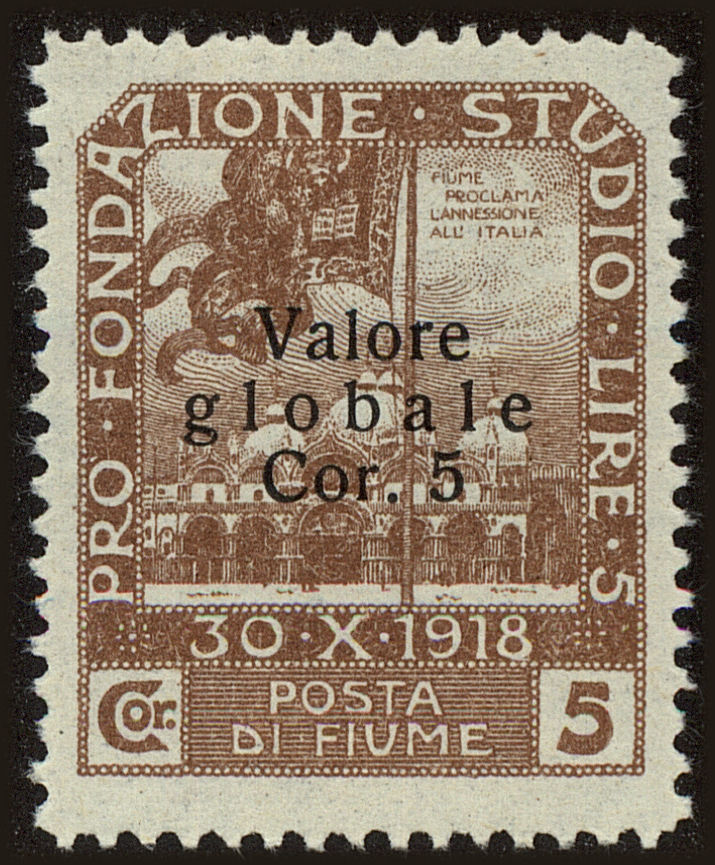 PRO · FONDAZIONE · STUDIO · LIRE · 5
FIUME
PROCLAMA
L'ANNESSIONE
ALL' ITALIA
Valore
globale
Cor. 5
30 · X · 1918
Cor. POSTA 5
DI FIUME